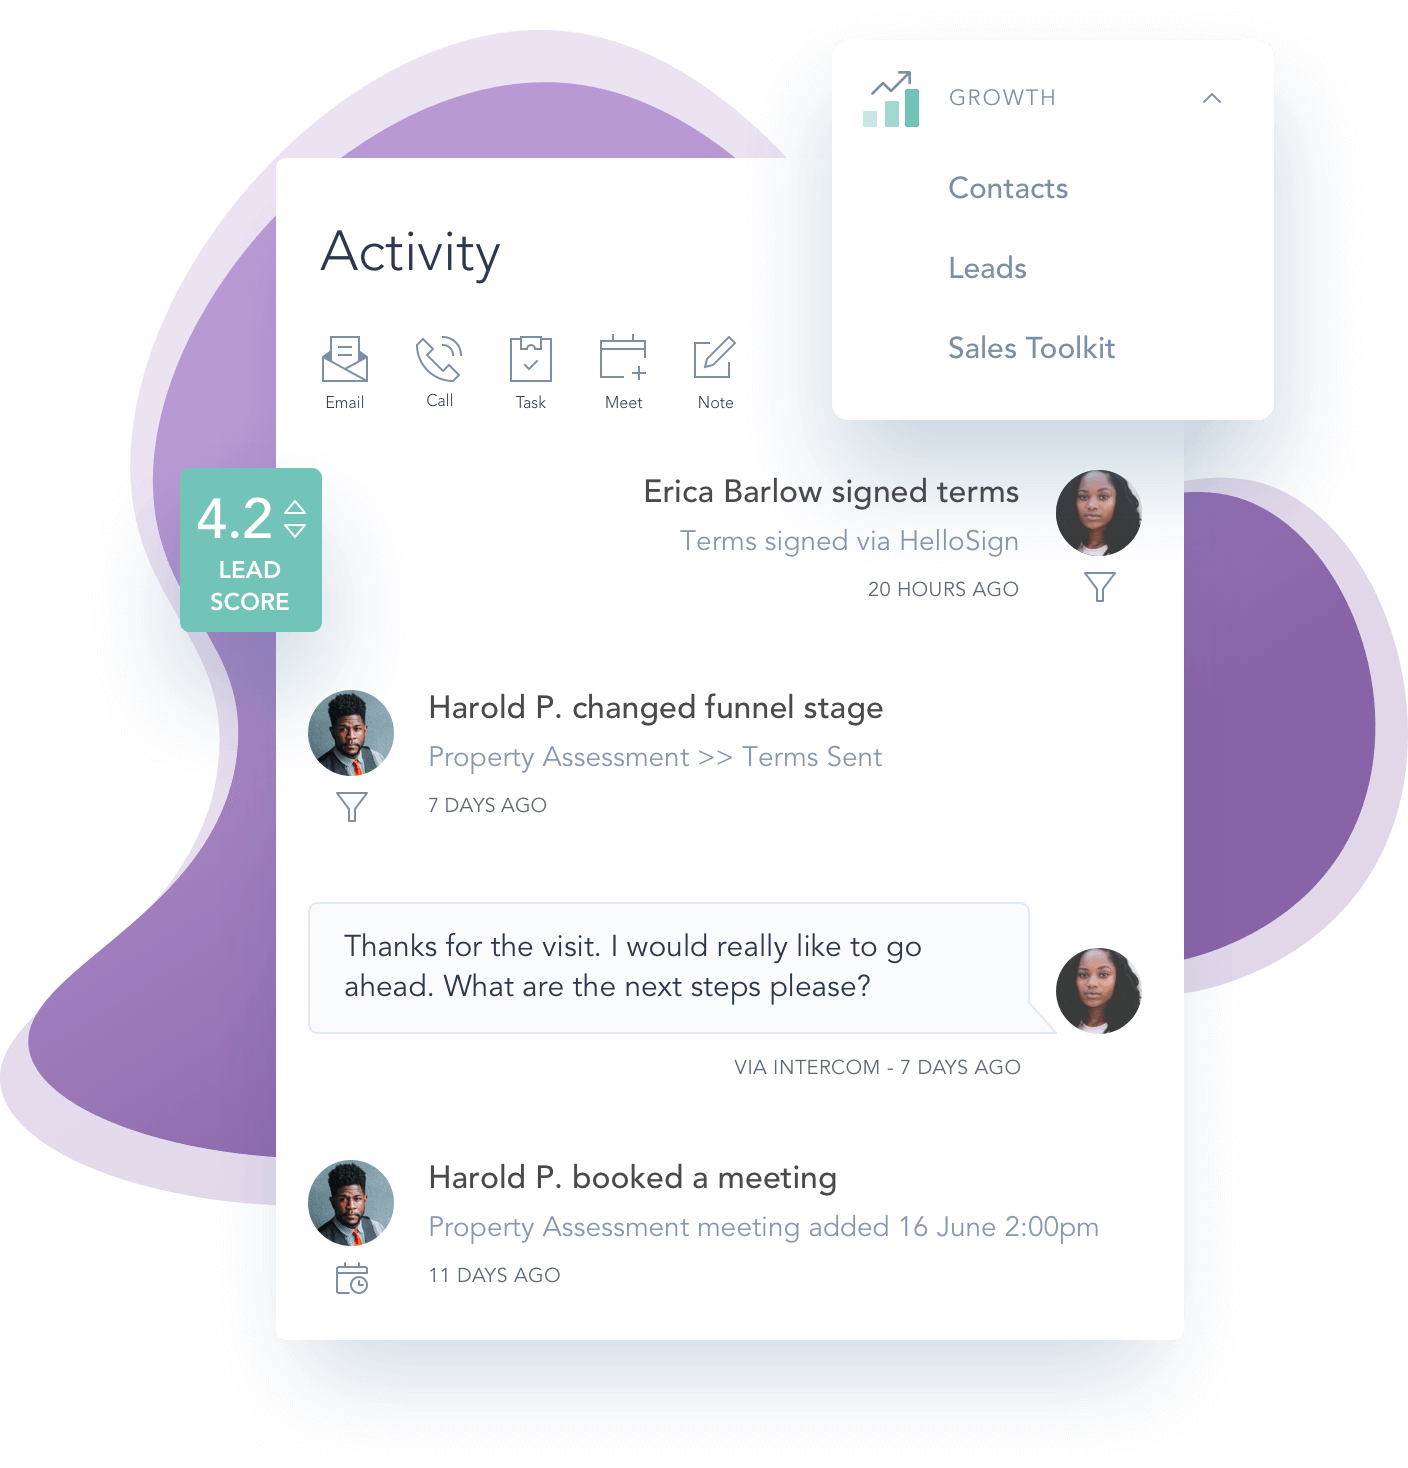 GROWTH
Contacts
Leads
Sales Toolkit
Activity
Email
Call
Task
Meet
Note
4.2
LEAD
SCORE
Erica Barlow signed terms
Terms signed via HelloSign
20 HOURS AGO
Harold P. changed funnel stage
Property Assessment >> Terms Sent
7 DAYS AGO
Thanks for the visit. I would really like to go
ahead. What are the next steps please?
VIA INTERCOM - 7 DAYS AGO
Harold P. booked a meeting
Property Assessment meeting added 16 June 2:00pm
11 DAYS AGO